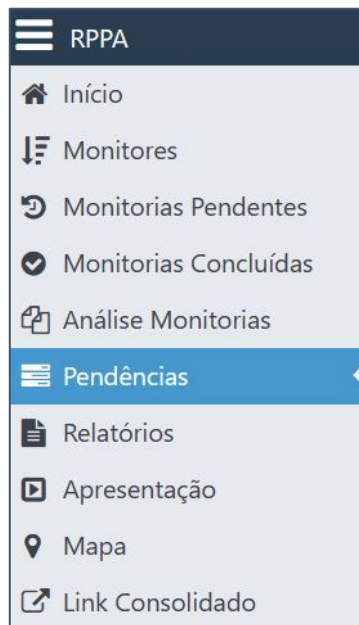 RPPA
Início
Monitores
Monitorias Pendentes
Monitorias Concluídas
Análise Monitorias
Pendências
Relatórios
Apresentação
Mapa
Link Consolidado